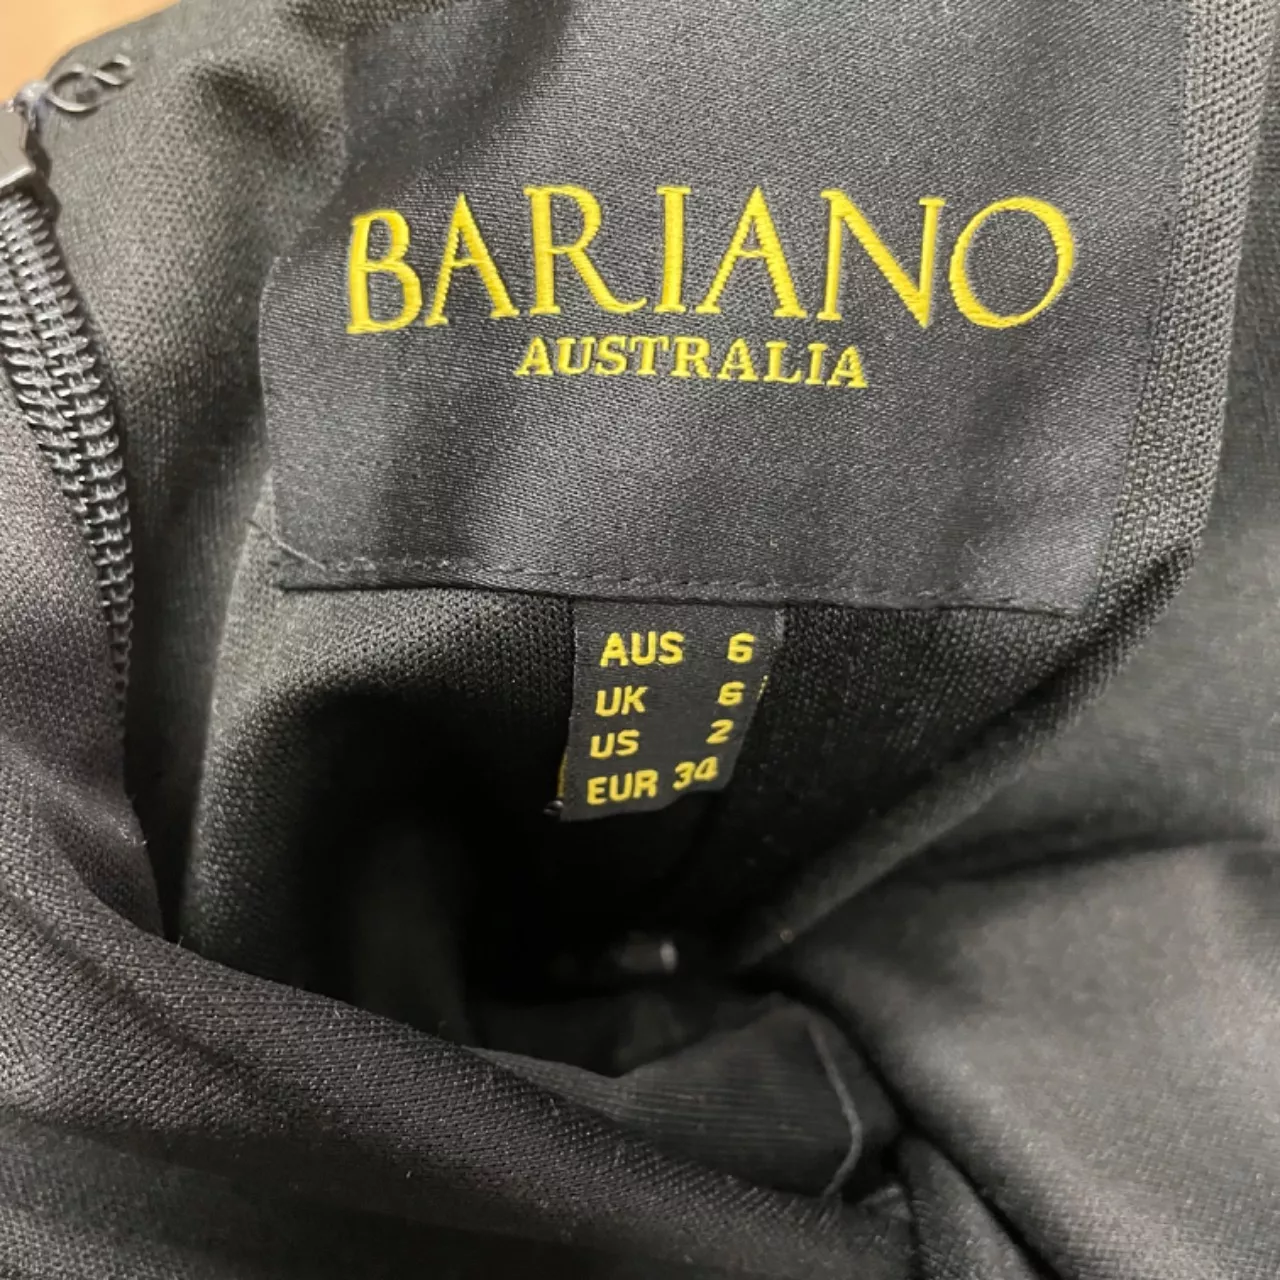 BARIANO
AUSTRALIA
AUS 6
UK 6
US 2
EUR 34